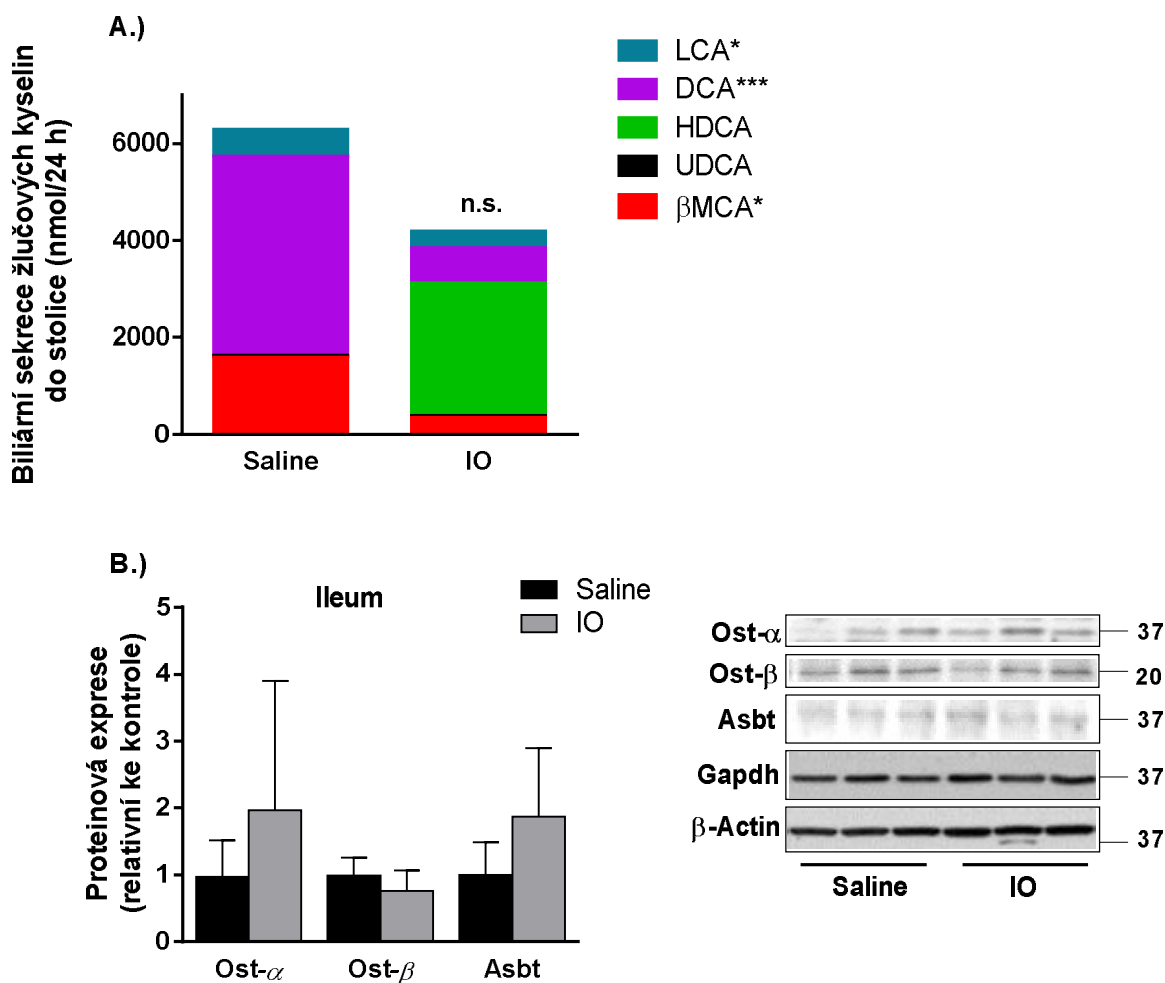 A.)
Biliární sekrece žlučových kyselin
do stolice (nmol/24 h)
6000
4000
2000
0
n.s.
Saline
IO
LCA*
DCA***
HDCA
UDCA
βMCA*
B.)
Ileum
Saline
IO
Proteinová exprese
(relativní ke kontrole)
5
4
3
2
1
0
Ost-α
Ost-β
Asbt
Ost-α
37
Ost-β
20
Asbt
37
Gapdh
37
β-Actin
37
Saline
IO